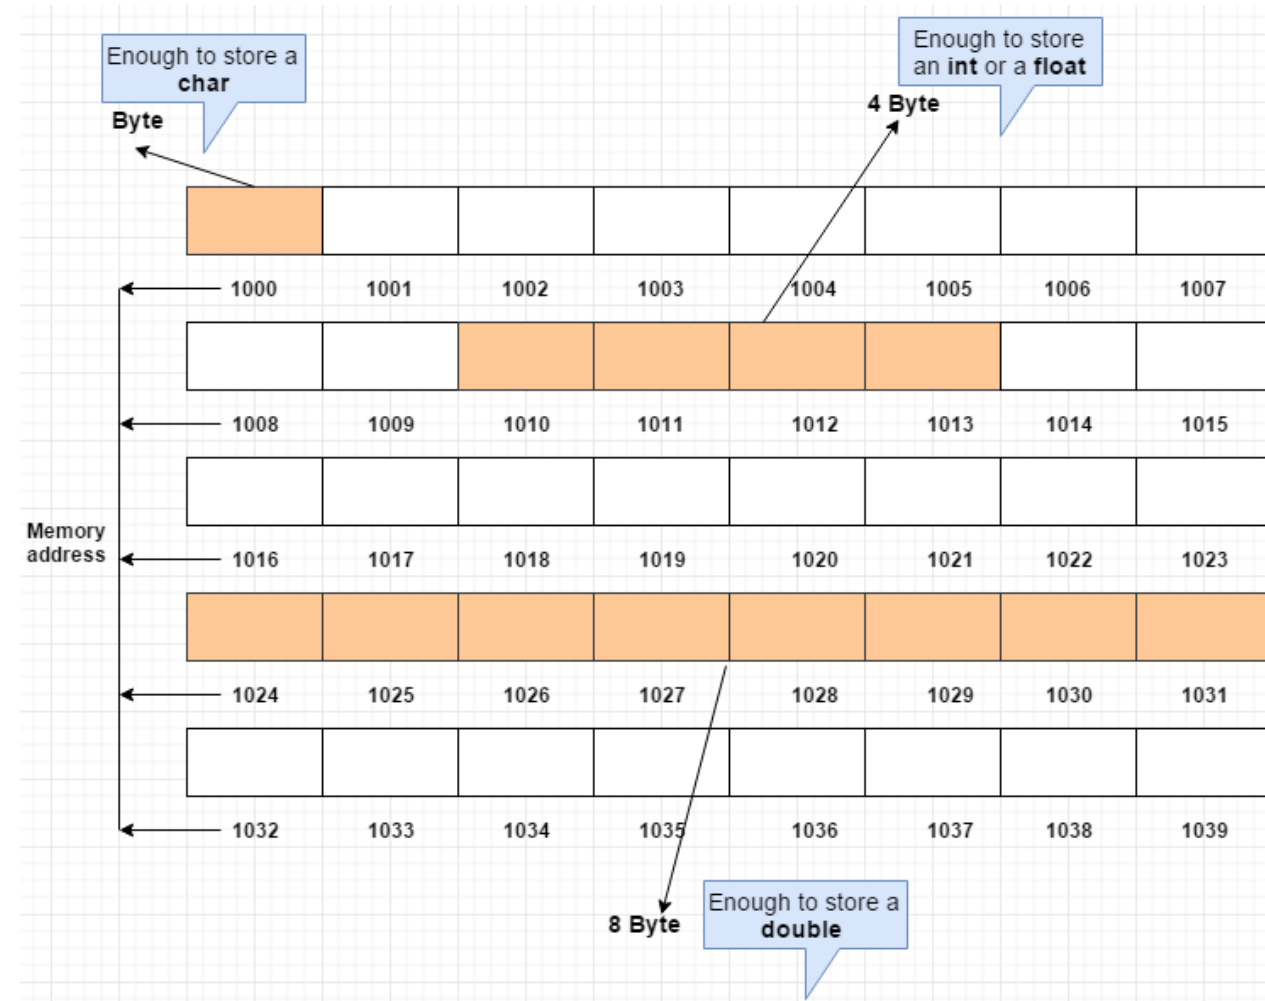 Enough to store a
char
Enough to store
an int or a float
Byte
4 Byte
1000 1001 1002 1003 1004 1005 1006 1007
1008 1009 1010 1011 1012 1013 1014 1015
Memory
address
1016 1017 1018 1019 1020 1021 1022 1023
1024 1025 1026 1027 1028 1029 1030 1031
1032 1033 1034 1035 1036 1037 1038 1039
8 Byte
Enough to store a
double